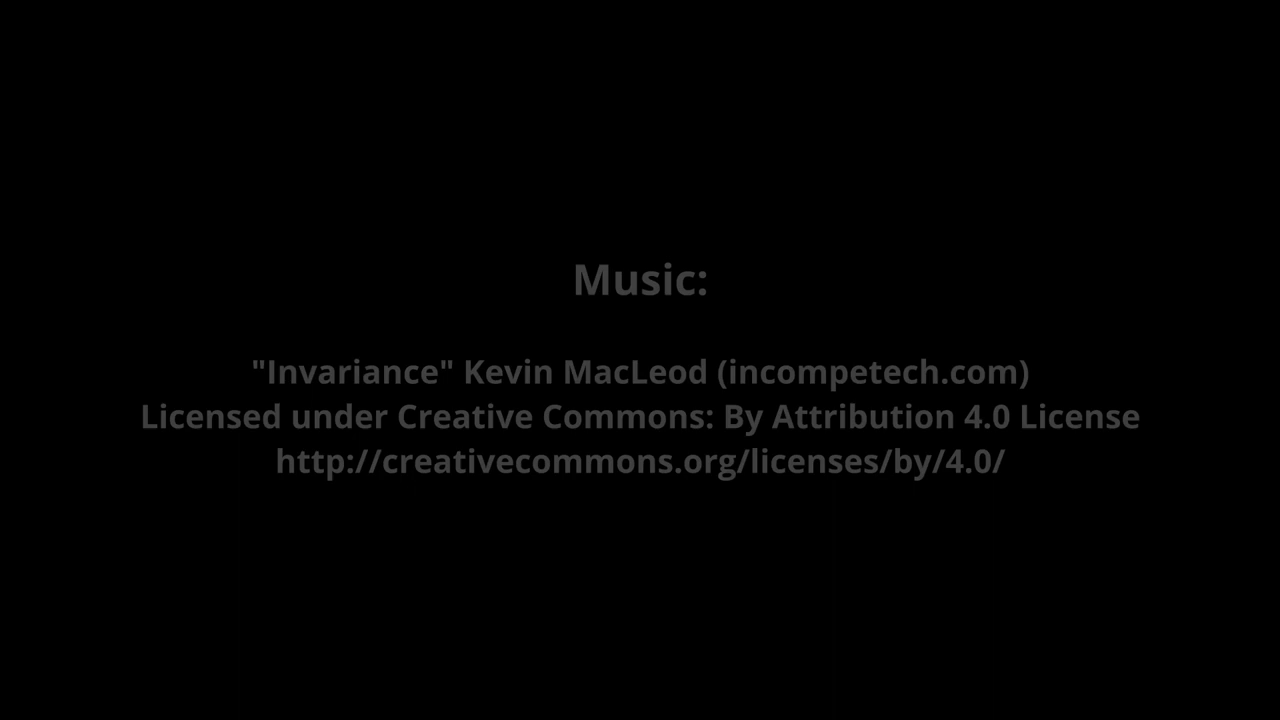 Music:
"Invariance" Kevin MacLeod (incompetech.com)
Licensed under Creative Commons: By Attribution 4.0 License
http://creativecommons.org/licenses/by/4.0/